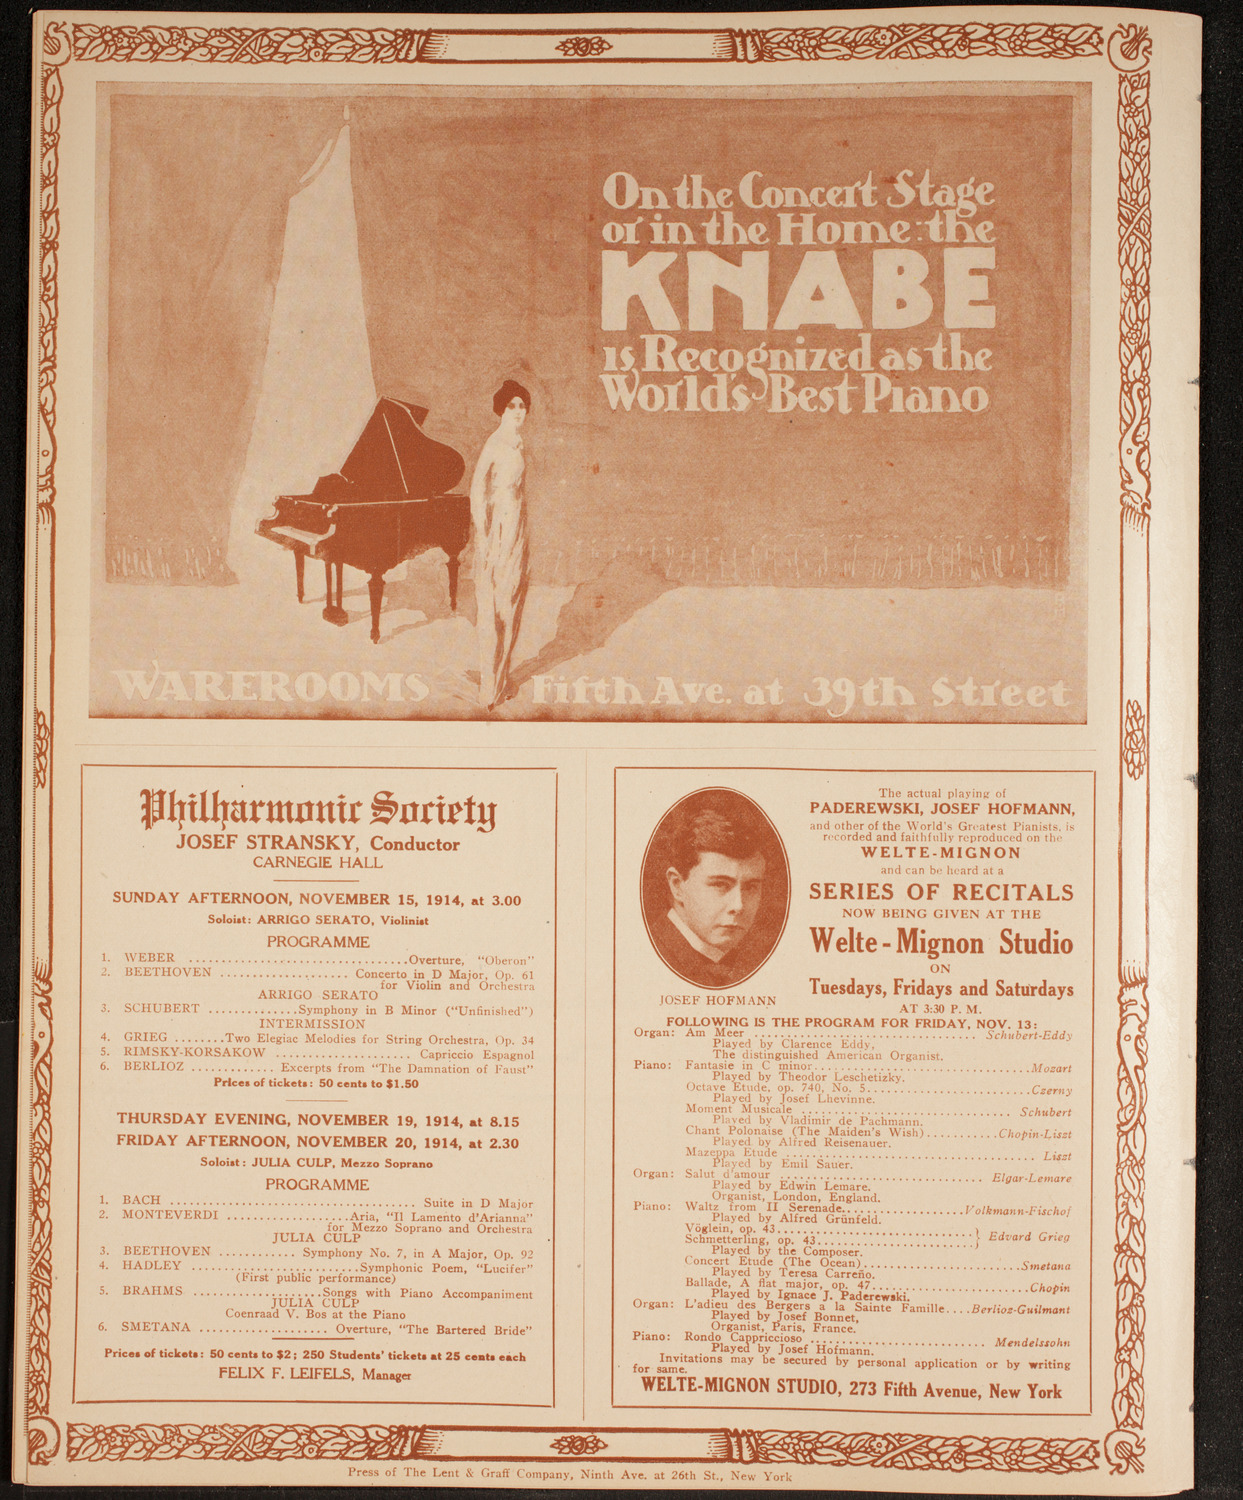 On the Concert Stage
or in the Home: the
KNABE
is Recognized as the
World's Best Piano
WAREROOMS Fifth Ave. at 39th Street
Philharmonic Society
JOSEF STRANSKY, Conductor
CARNEGIE HALL
SUNDAY AFTERNOON, NOVEMBER 15, 1914, at 3.00
Soloist: ARRIGO SERATO, Violinist
PROGRAMME
1. WEBER ................................Overture, "Oberon"
2. BEETHOVEN ................... Concerto in D Major, Op. 61
for Violin and Orchestra
ARRIGO SERATO
3. SCHUBERT .............Symphony in B Minor ("Unfinished")
INTERMISSION
4. GRIEG ........Two Elegiac Melodies for String Orchestra, Op. 34
5. RIMSKY-KORSAKOW .................... Capriccio Espagnol
6. BERLIOZ ............ Excerpts from "The Damnation of Faust"
Prices of tickets: 50 cents to $1.50
THURSDAY EVENING, NOVEMBER 19, 1914, at 8.15
FRIDAY AFTERNOON, NOVEMBER 20, 1914, at 2.30
Soloist: JULIA CULP, Mezzo Soprano
PROGRAMME
1. BACH .................................... Suite in D Major
2. MONTEVERDI ..................Aria, "Il Lamento d'Arianna"
for Mezzo Soprano and Orchestra
JULIA CULP
3. BEETHOVEN ............ Symphony No. 7, in A Major, Op. 92
4. HADLEY .........................Symphonic Poem, "Lucifer"
(First public performance)
5. BRAHMS ....................Songs with Piano Accompaniment
JULIA CULP
Coenraad V. Bos at the Piano
6. SMETANA ................... Overture, "The Bartered Bride"
Prices of tickets: 50 cents to $2; 250 Students' tickets at 25 cents each
FELIX F. LEIFELS, Manager
The actual playing of
PADEREWSKI, JOSEF HOFMANN,
and other of the World's Greatest Pianists, is
recorded and faithfully reproduced on the
WELTE-MIGNON
and can be heard at a
SERIES OF RECITALS
NOW BEING GIVEN AT THE
Welte-Mignon Studio
ON
Tuesdays, Fridays and Saturdays
AT 3:30 P. M.
JOSEF HOFMANN
FOLLOWING IS THE PROGRAM FOR FRIDAY, NOV. 13:
Organ: Am Meer .................................. Schubert-Eddy
Played by Clarence Eddy,
The distinguished American Organist.
Piano: Fantasie in C minor................................Mozart
Played by Theodor Leschetizky.
Octave Etude, op. 740, No. 5.........................Czerny
Played by Josef Lhevinne.
Moment Musicale ................................ Schubert
Played by Vladimir de Pachmann.
Chant Polonaise (The Maiden's Wish)...........Chopin-Liszt
Played by Alfred Reisenauer.
Mazeppa Etude ..................................... Liszt
Played by Emil Sauer.
Organ: Salut d'amour ............................... Elgar-Lemare
Played by Edwin Lemare,
Organist, London, England.
Piano: Waltz from II Serenade..................Volkmann-Fischof
Played by Alfred Grünfeld.
Vöglein, op. 43............................
Schmetterling, op. 43....................... } Edvard Grieg
Played by the Composer.
Concert Etude (The Ocean)........................Smetana
Played by Teresa Carreño.
Ballade, A flat major, op. 47.......................Chopin
Played by Ignace J. Paderewski.
Organ: L'adieu des Bergers a la Sainte Famille....Berlioz-Guilmant
Played by Josef Bonnet,
Organist, Paris, France.
Piano: Rondo Cappriccioso .......................... Mendelssohn
Played by Josef Hofmann.
Invitations may be secured by personal application or by writing
for same.
WELTE-MIGNON STUDIO, 273 Fifth Avenue, New York
Press of The Lent & Graff Company, Ninth Ave. at 26th St., New York